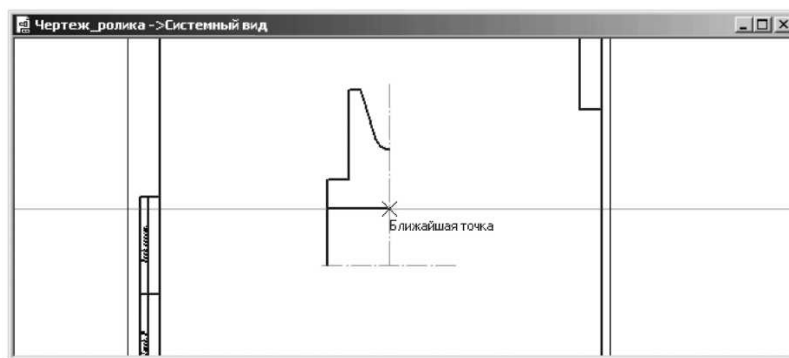 Чертеж_ролика ->Системный вид
Ближайшая точка